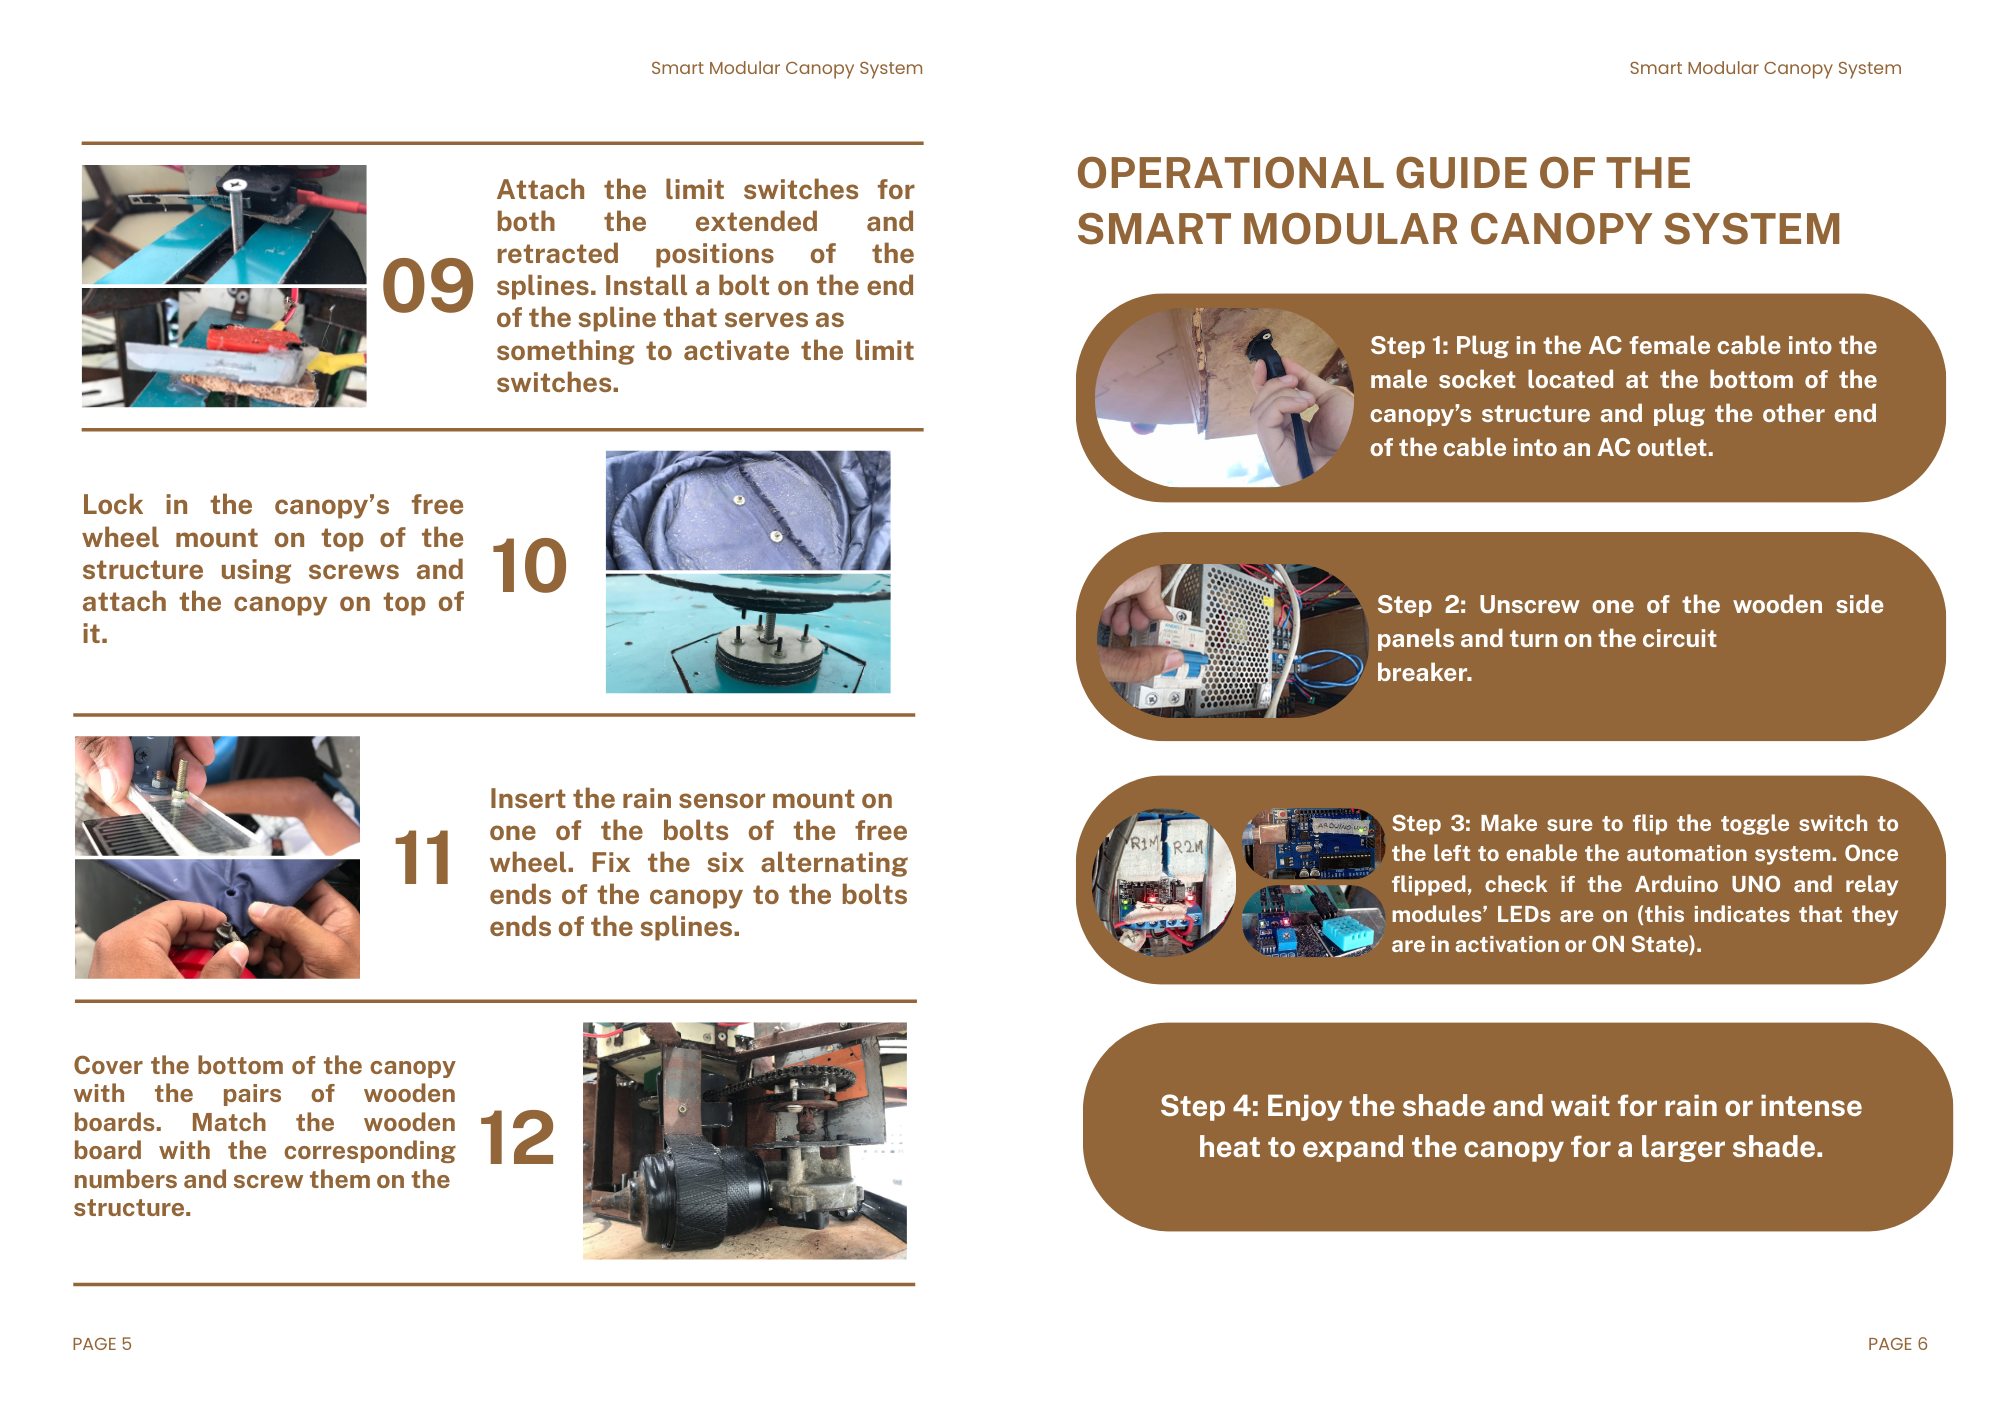 Smart Modular Canopy System
09
Attach the limit switches for
both the extended and
retracted positions of the
splines. Install a bolt on the end
of the spline that serves as
something to activate the limit
switches.
Lock in the canopy’s free
wheel mount on top of the
structure using screws and
attach the canopy on top of
it.
10
11
Insert the rain sensor mount on
one of the bolts of the free
wheel. Fix the six alternating
ends of the canopy to the bolts
ends of the splines.
Cover the bottom of the canopy
with the pairs of wooden
boards. Match the wooden
board with the corresponding
numbers and screw them on the
structure.
12
PAGE 5
Smart Modular Canopy System
OPERATIONAL GUIDE OF THE
SMART MODULAR CANOPY SYSTEM
Step 1: Plug in the AC female cable into the
male socket located at the bottom of the
canopy’s structure and plug the other end
of the cable into an AC outlet.
Step 2: Unscrew one of the wooden side
panels and turn on the circuit
breaker.
R1M R2M
ARDUINO
Step 3: Make sure to flip the toggle switch to
the left to enable the automation system. Once
flipped, check if the Arduino UNO and relay
modules’ LEDs are on (this indicates that they
are in activation or ON State).
Step 4: Enjoy the shade and wait for rain or intense
heat to expand the canopy for a larger shade.
PAGE 6